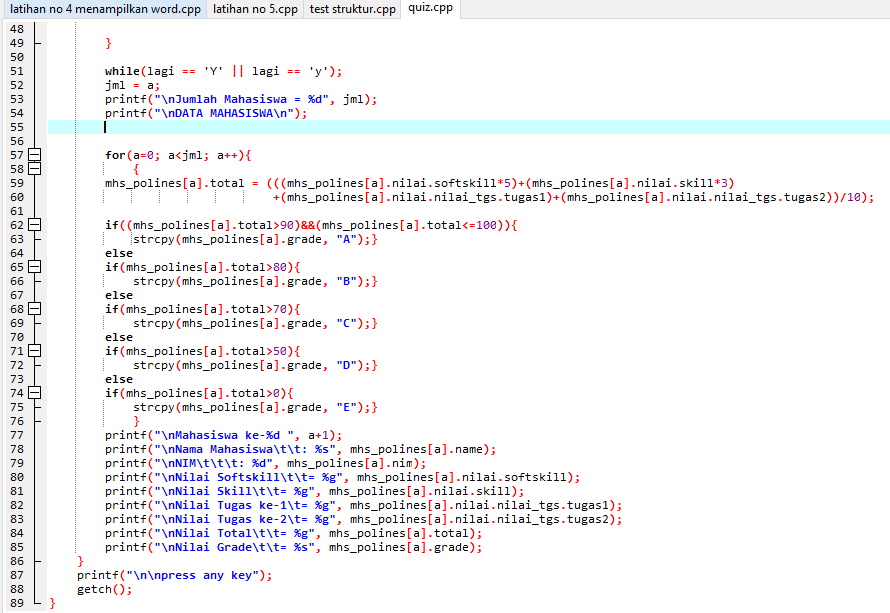 latihan no 4 menampilkan word.cpp latihan no 5.cpp test struktur.cpp quiz.cpp
48
49 }
50
51 while(lagi == 'Y' || lagi == 'y');
52 jml = a;
53 printf("\nJumlah Mahasiswa = %d", jml);
54 printf("\nDATA MAHASISWA\n");
55
56
57 for(a=0; a<jml; a++){
58 {
59 mhs_polines[a].total = (((mhs_polines[a].nilai.softskill*5)+(mhs_polines[a].nilai.skill*3)
60 +(mhs_polines[a].nilai.nilai_tgs.tugas1)+(mhs_polines[a].nilai.nilai_tgs.tugas2))/10);
61
62 if((mhs_polines[a].total>90)&&(mhs_polines[a].total<=100)){
63 strcpy(mhs_polines[a].grade, "A");}
64 else
65 if(mhs_polines[a].total>80){
66 strcpy(mhs_polines[a].grade, "B");}
67 else
68 if(mhs_polines[a].total>70){
69 strcpy(mhs_polines[a].grade, "C");}
70 else
71 if(mhs_polines[a].total>50){
72 strcpy(mhs_polines[a].grade, "D");}
73 else
74 if(mhs_polines[a].total>0){
75 strcpy(mhs_polines[a].grade, "E");}
76 }
77 printf("\nMahasiswa ke-%d ", a+1);
78 printf("\nNama Mahasiswa\t\t: %s", mhs_polines[a].name);
79 printf("\nNIM\t\t\t: %d", mhs_polines[a].nim);
80 printf("\nNilai Softskill\t\t= %g", mhs_polines[a].nilai.softskill);
81 printf("\nNilai Skill\t\t= %g", mhs_polines[a].nilai.skill);
82 printf("\nNilai Tugas ke-1\t= %g", mhs_polines[a].nilai.nilai_tgs.tugas1);
83 printf("\nNilai Tugas ke-2\t= %g", mhs_polines[a].nilai.nilai_tgs.tugas2);
84 printf("\nNilai Total\t\t= %g", mhs_polines[a].total);
85 printf("\nNilai Grade\t\t= %s", mhs_polines[a].grade);
86 }
87 printf("\n\npress any key");
88 getch();
89 }